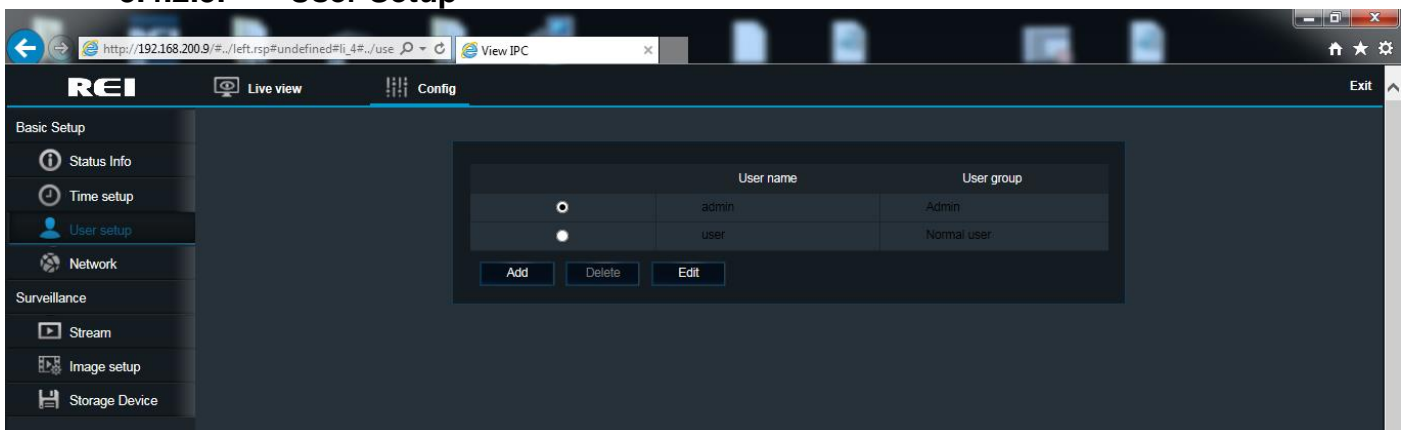 User Setup
http://192.168.200.9/#../left.rsp#undefined#li_4#../use
View IPC
REI
Live view
Config
Exit
Basic Setup
Status Info
Time setup
User setup
Network
Surveillance
Stream
Image setup
Storage Device
User name User group
admin Admin
user Normal user
Add Delete Edit